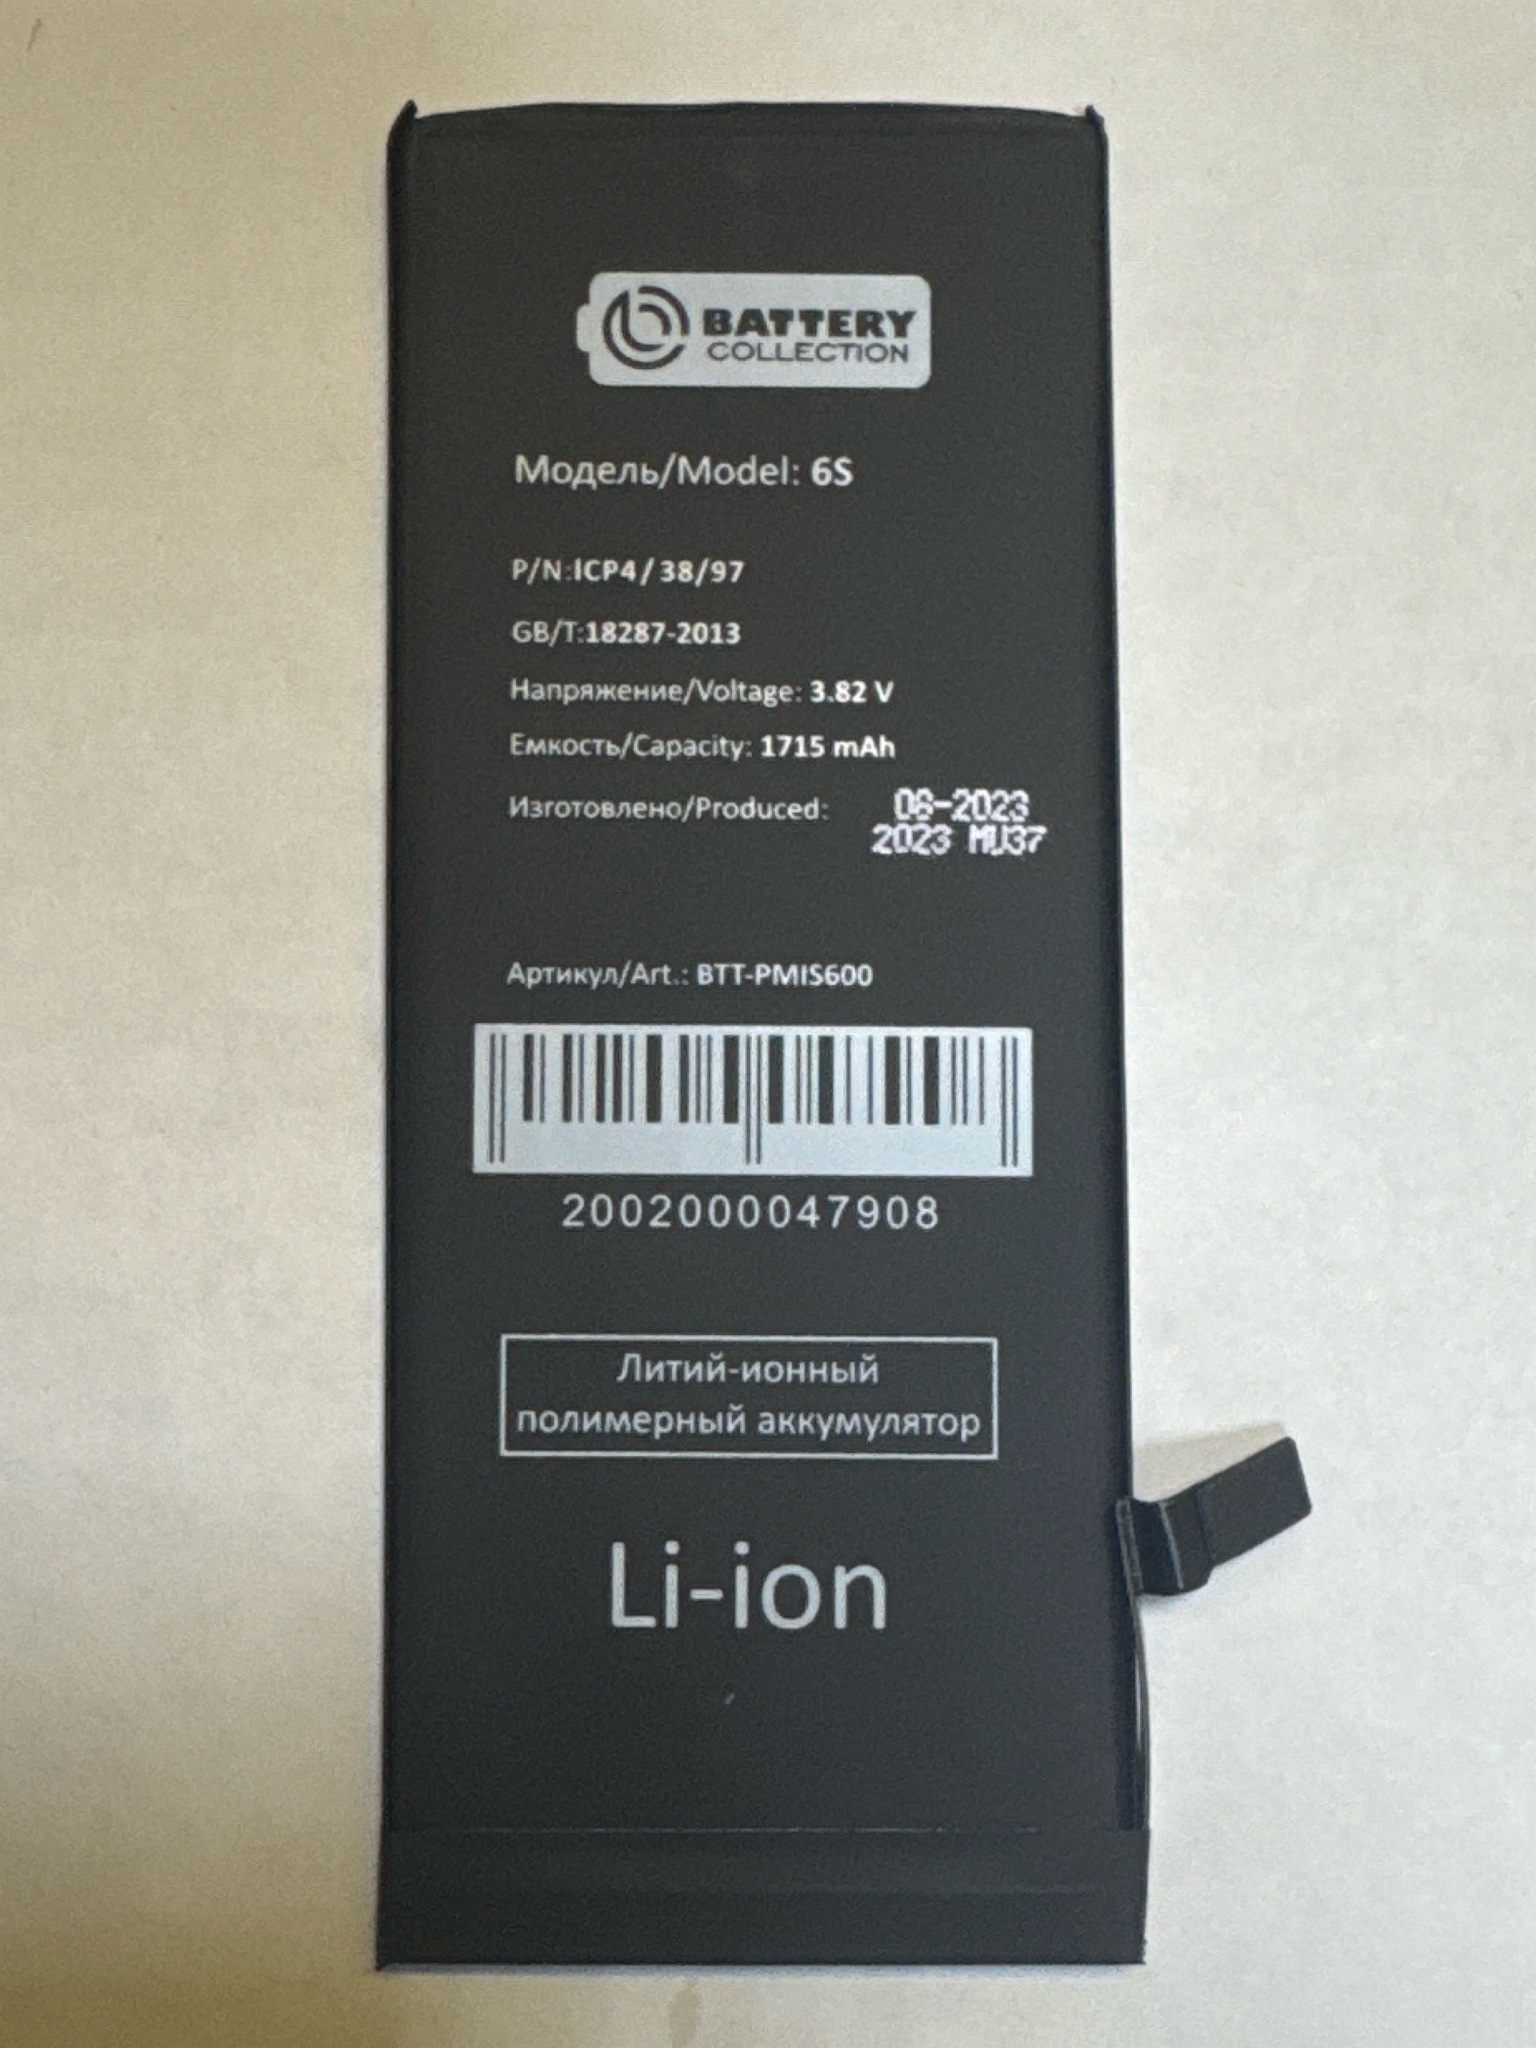 BATTERY
COLLECTION
Модель/Model: 6S
P/N:ICP4/38/97
GB/T:18287-2013
Напряжение/Voltage: 3.82 V
Емкость/Capacity: 1715 mAh
Изготовлено/Produced: 06-2023
2023 MU37
Артикул/Art.: BTT-PMIS600
2002000047908
Литий-ионный
полимерный аккумулятор
Li-ion